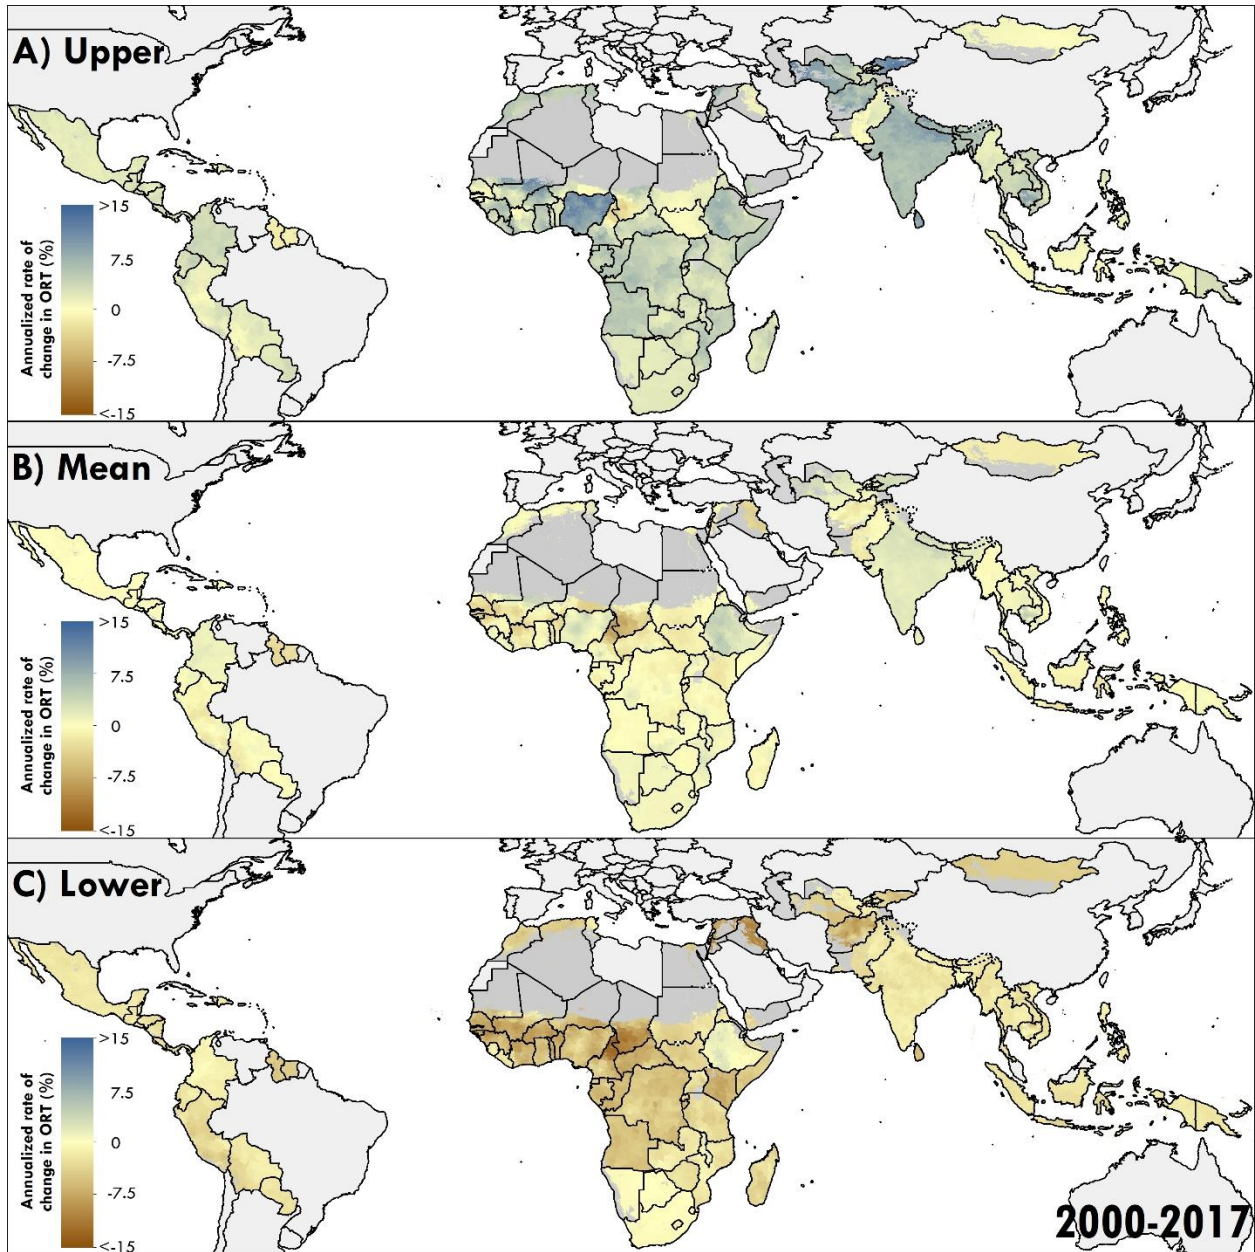 A) Upper
Annualized rate of
change in ORT (%)
>15
7.5
0
-7.5
<-15
B) Mean
Annualized rate of
change in ORT (%)
>15
7.5
0
-7.5
<-15
C) Lower
Annualized rate of
change in ORT (%)
>15
7.5
0
-7.5
<-15
2000-2017